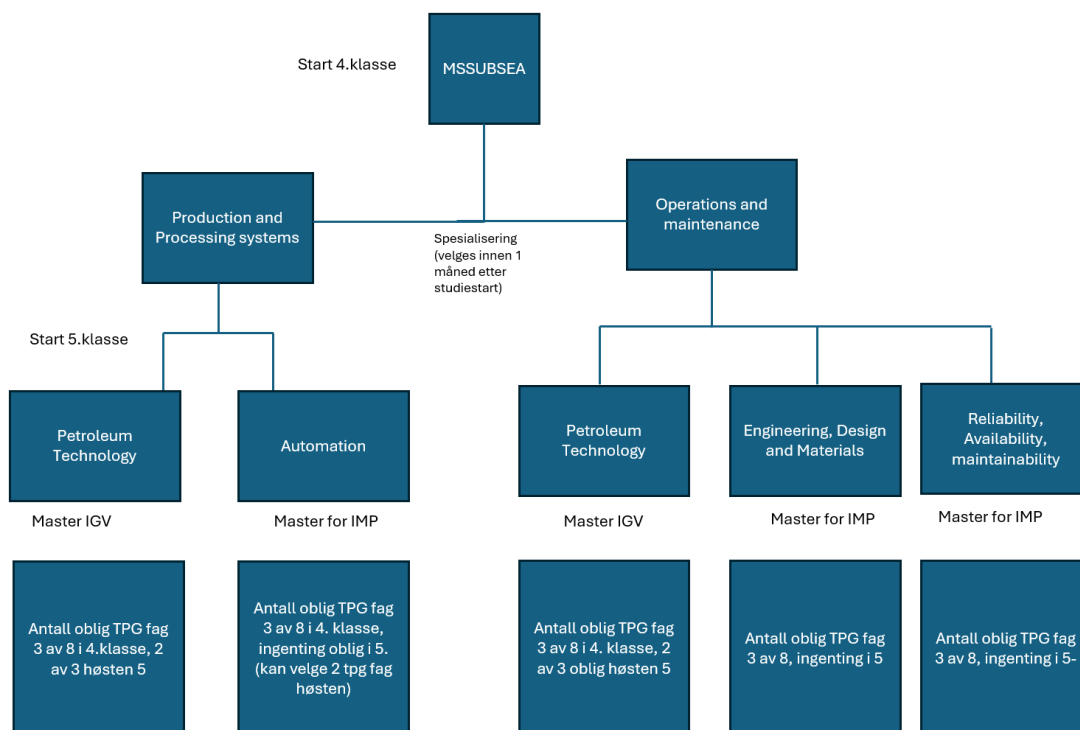 Start 4.klasse
MSSUBSEA
Production and
Processing systems
Operations and
maintenance
Spesialisering
(velges innen 1
måned etter
studiestart)
Start 5.klasse
Petroleum
Technology
Automation
Petroleum
Technology
Engineering, Design
and Materials
Reliability,
Availability,
maintainability
Master IGV
Master for IMP
Master IGV
Master for IMP
Master for IMP
Antall oblig TPG fag
3 av 8 i 4.klasse, 2
av 3 høsten 5
Antall oblig TPG fag
3 av 8 i 4. klasse,
ingenting oblig i 5.
(kan velge 2 tpg fag
høsten)
Antall oblig TPG fag
3 av 8 i 4. klasse, 2
av 3 oblig høsten 5
Antall oblig TPG fag
3 av 8, ingenting i 5
Antall oblig TPG fag
3 av 8, ingenting i 5-